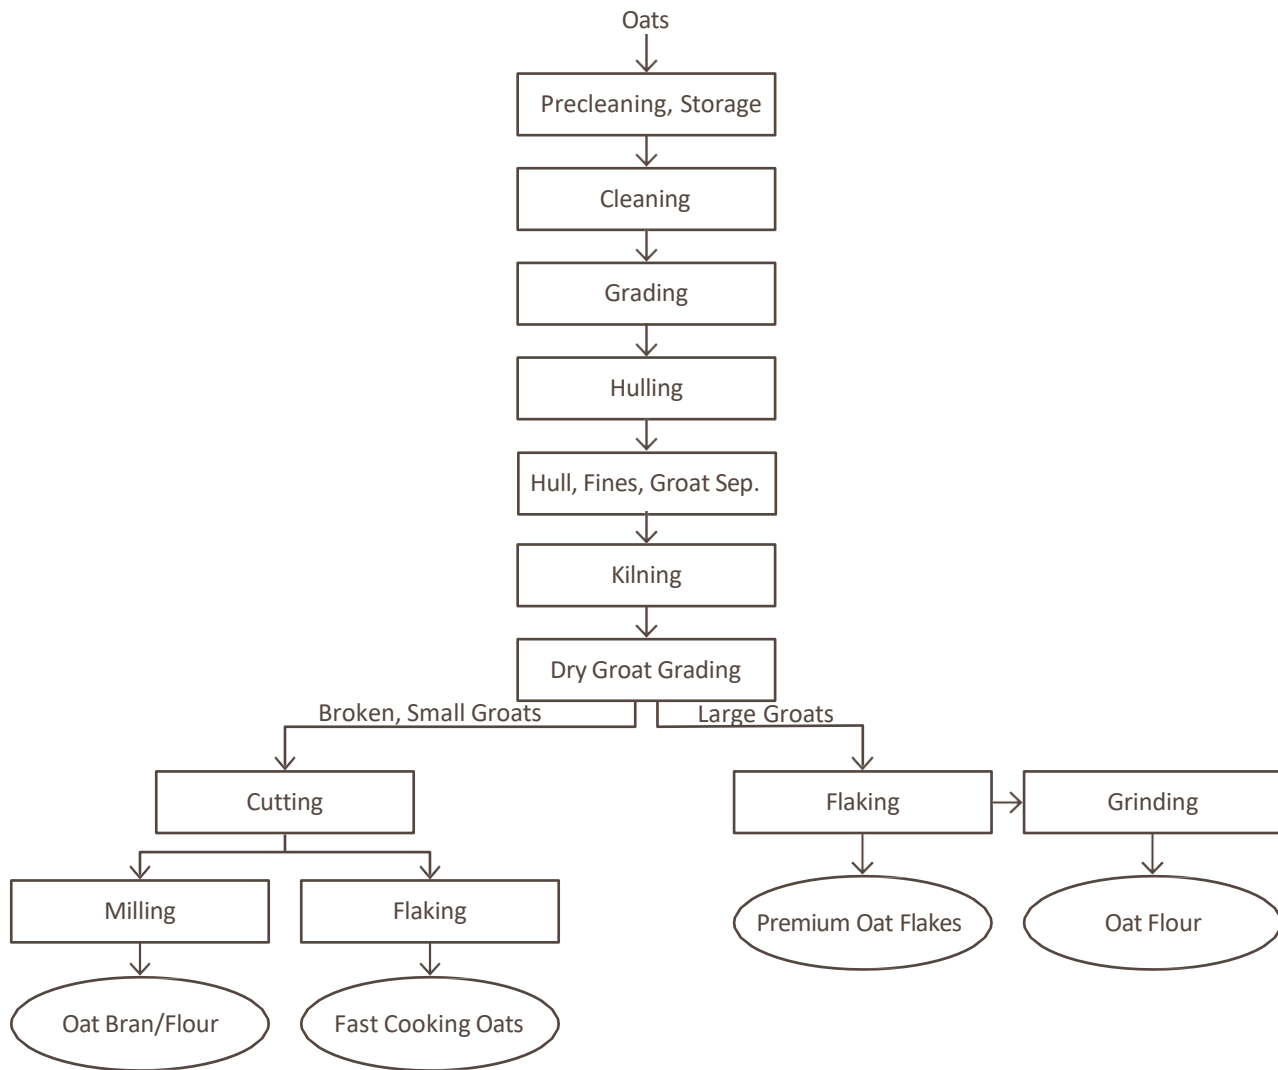 Oats
Precleaning, Storage
Cleaning
Grading
Hulling
Hull, Fines, Groat Sep.
Kilning
Dry Groat Grading
Broken, Small Groats
Large Groats
Cutting
Flaking
Grinding
Milling
Flaking
Premium Oat Flakes
Oat Flour
Oat Bran/Flour
Fast Cooking Oats